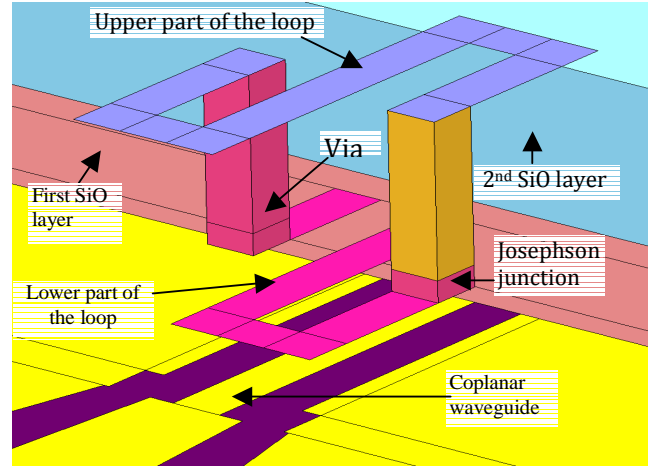 Upper part of the loop
Via
First SiO
layer
2nd SiO layer
Josephson
junction
Lower part of
the loop
Coplanar
waveguide